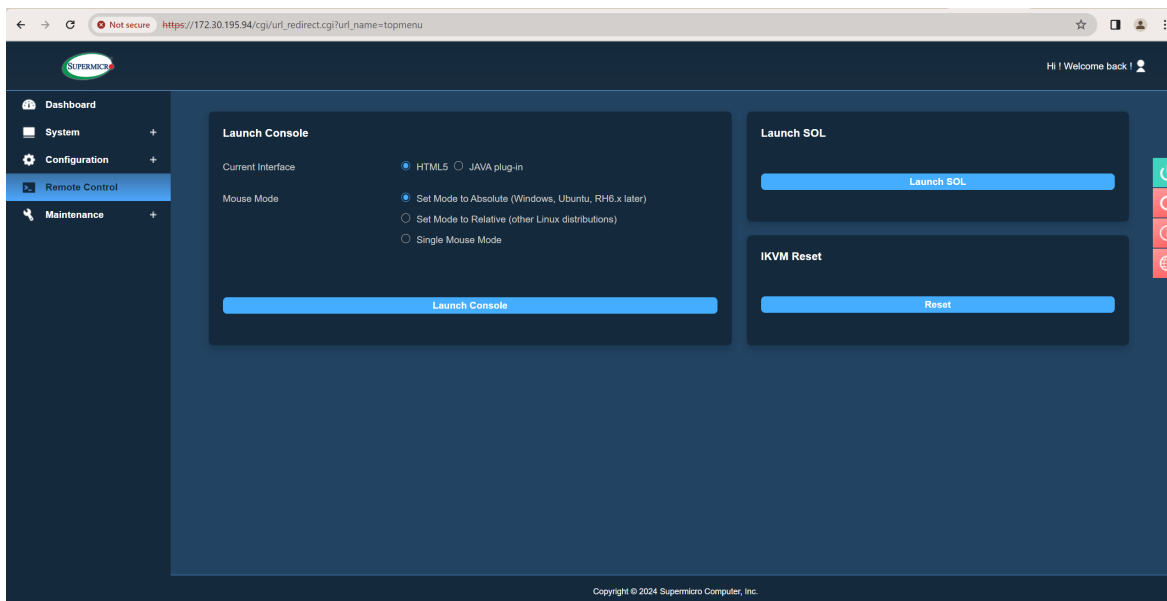 Not secure https://172.30.195.94/cgi/url_redirect.cgi?url_name=topmenu
SUPERMICR
Hi ! Welcome back !
Dashboard
System +
Configuration +
Remote Control
Maintenance +
Launch Console
Current Interface HTML5 JAVA plug-in
Mouse Mode Set Mode to Absolute (Windows, Ubuntu, RH6.x later)
Set Mode to Relative (other Linux distributions)
Single Mouse Mode
Launch Console
Launch SOL
Launch SOL
IKVM Reset
Reset
Copyright © 2024 Supermicro Computer, Inc.